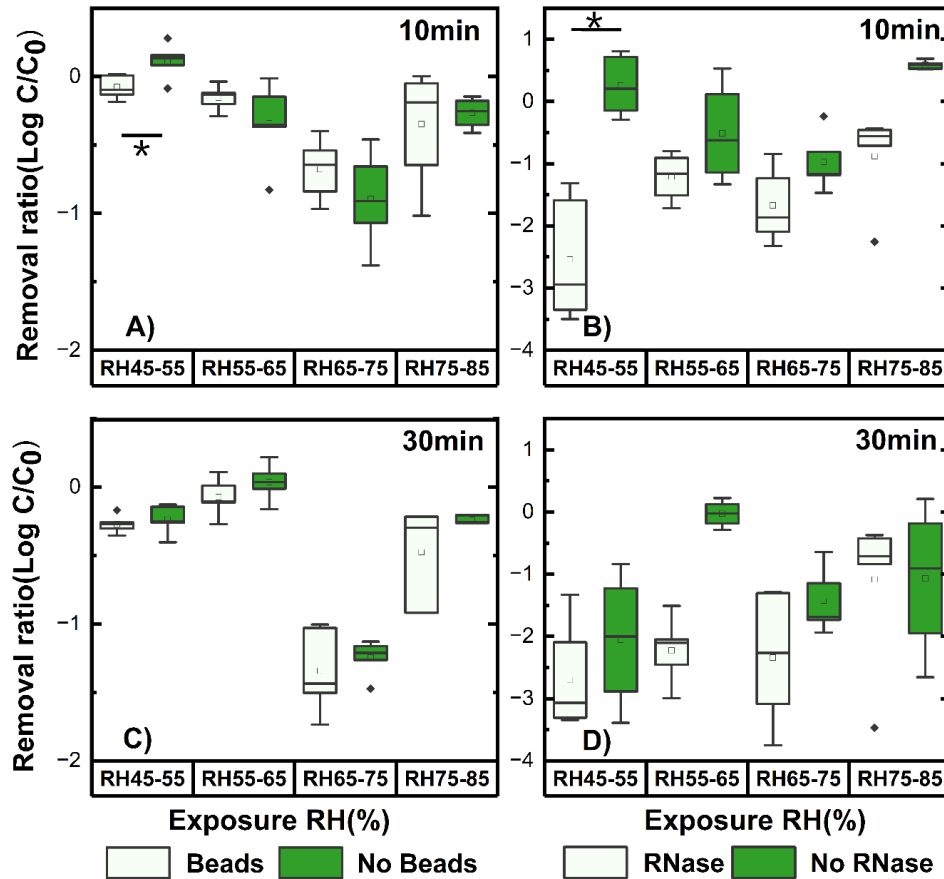 10min
Removal ratio(Log C/C0)
0
−1
−2
*
A)
RH45-55 RH55-65 RH65-75 RH75-85
10min
1
0
−1
−2
−3
−4
*
B)
RH45-55 RH55-65 RH65-75 RH75-85
30min
Removal ratio(Log C/C0)
0
−1
−2
C)
RH45-55 RH55-65 RH65-75 RH75-85
Exposure RH(%)
Beads No Beads
30min
1
0
−1
−2
−3
−4
D)
RH45-55 RH55-65 RH65-75 RH75-85
Exposure RH(%)
RNase No RNase